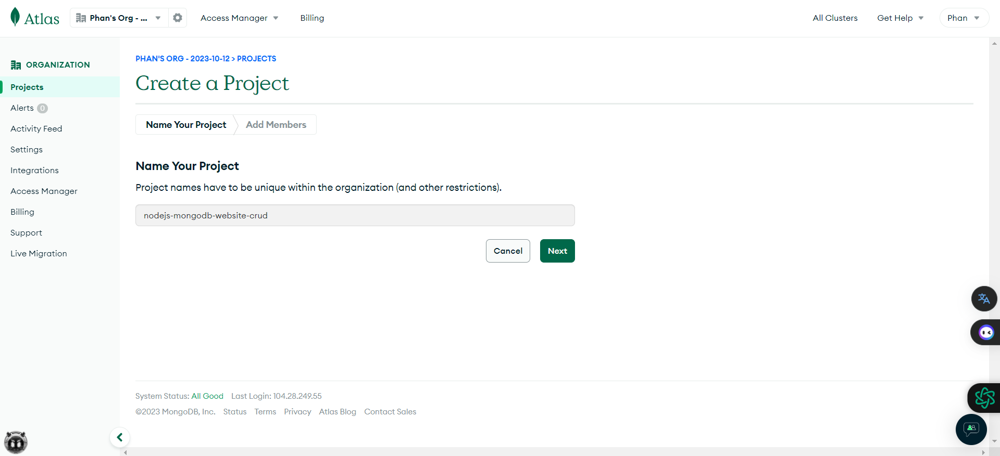 Atlas
Phan's Org - ...
Access Manager
Billing
All Clusters
Get Help
Phan
ORGANIZATION
Projects
Alerts 0
Activity Feed
Settings
Integrations
Access Manager
Billing
Support
Live Migration
PHAN'S ORG - 2023-10-12 > PROJECTS
Create a Project
Name Your Project
Add Members
Name Your Project
Project names have to be unique within the organization (and other restrictions).
nodejs-mongodb-website-crud
Cancel
Next
System Status: All Good Last Login: 104.28.249.55
©2023 MongoDB, Inc. Status Terms Privacy Atlas Blog Contact Sales